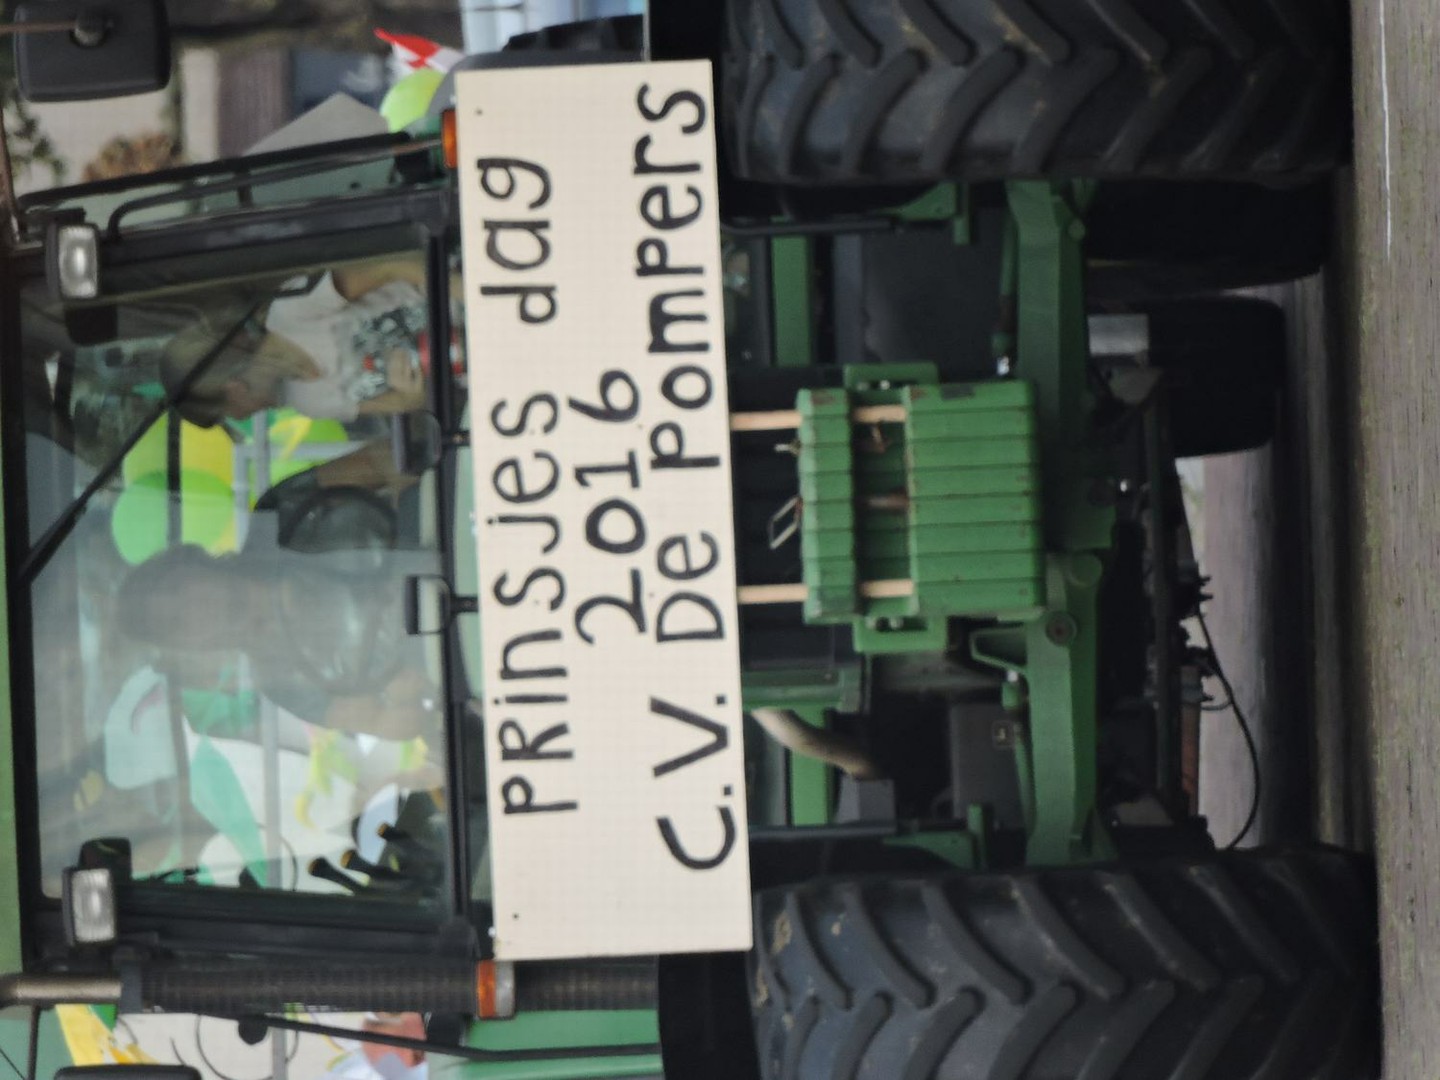 PRinsjes dag
2016
C.V. De PomPers